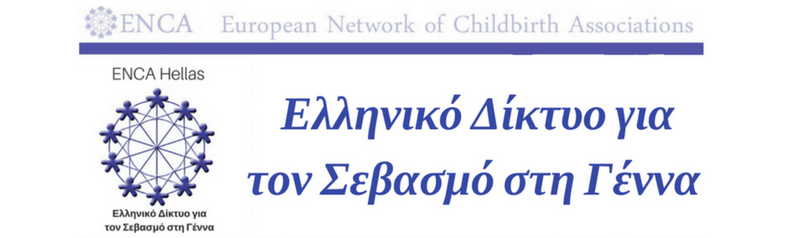 ENCA European Network of Childbirth Associations
ENCA Hellas
Ελληνικό Δίκτυο για
τον Σεβασμό στη Γέννα
Ελληνικό Δίκτυο για
τον Σεβασμό στη Γέννα